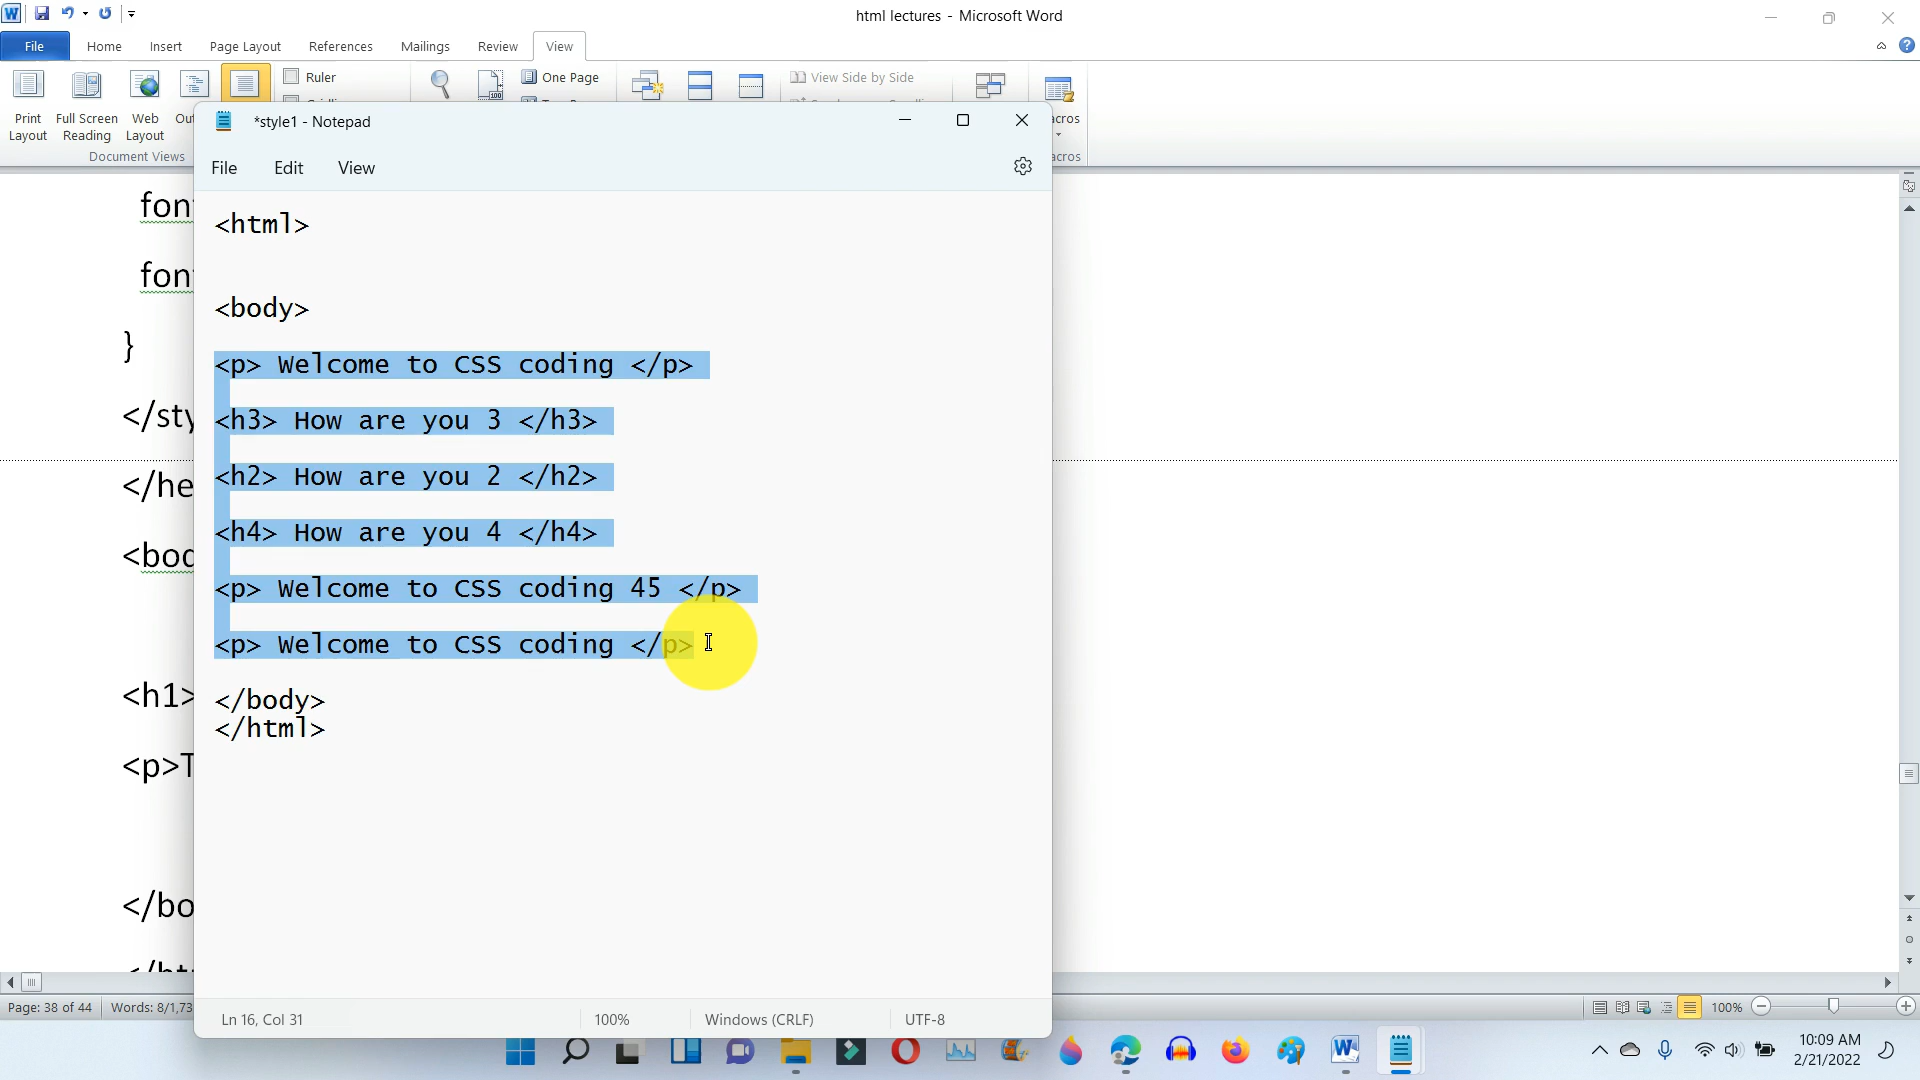 html lectures - Microsoft Word
File Home Insert Page Layout References Mailings Review View
Ruler
One Page
View Side by Side
Print Layout
Full Screen Reading
Web Layout
Document Views
*style1 - Notepad
File Edit View
<html>
<body>
<p> Welcome to CSS coding </p>
<h3> How are you 3 </h3>
<h2> How are you 2 </h2>
<h4> How are you 4 </h4>
<p> Welcome to CSS coding 45 </p>
<p> Welcome to CSS coding </p>
</body>
</html>
Ln 16, Col 31 100% Windows (CRLF) UTF-8
}
<h1>
Page: 38 of 44 Words: 8/1,73
100%
10:09 AM
2/21/2022